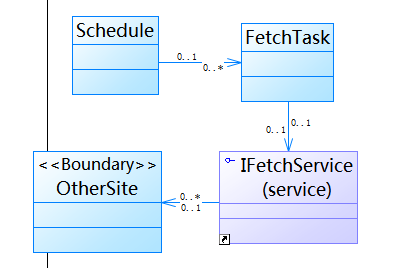 Schedule
FetchTask
0..1
0..*
0..1
0..1
<<Boundary>>
OtherSite
IFetchService
(service)
0..*
0..1